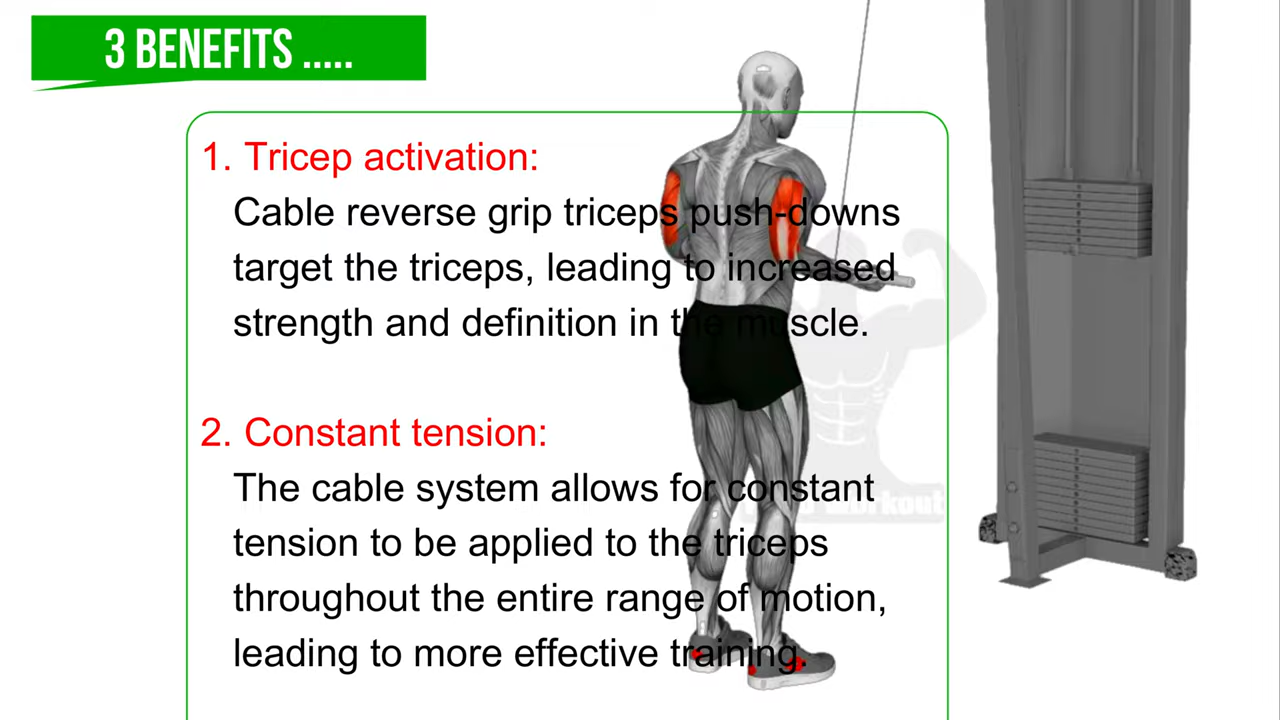 3 BENEFITS .....
1. Tricep activation:
Cable reverse grip triceps push-downs
target the triceps, leading to increased
strength and definition in the muscle.
2. Constant tension:
The cable system allows for constant
tension to be applied to the triceps
throughout the entire range of motion,
leading to more effective training.
workout